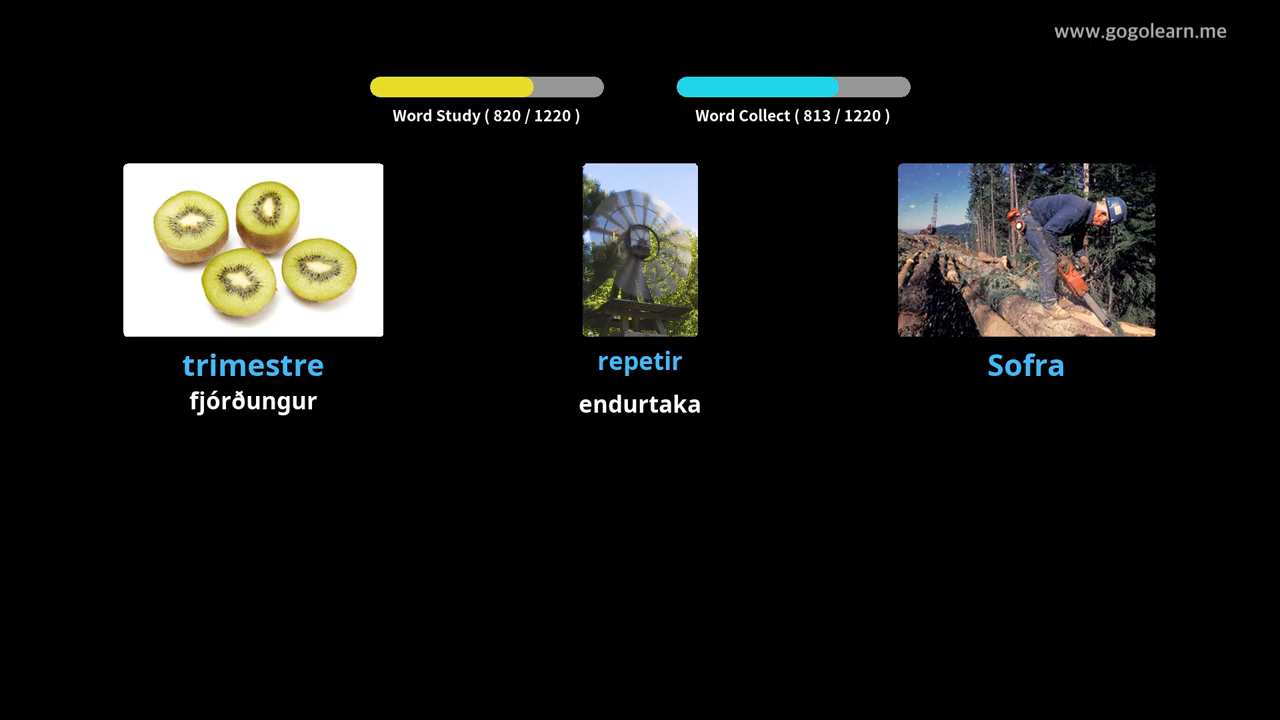 www.gogolearn.me
Word Study ( 820 / 1220 )
Word Collect ( 813 / 1220 )
trimestre
fjórðungur
repetir
endurtaka
Sofra